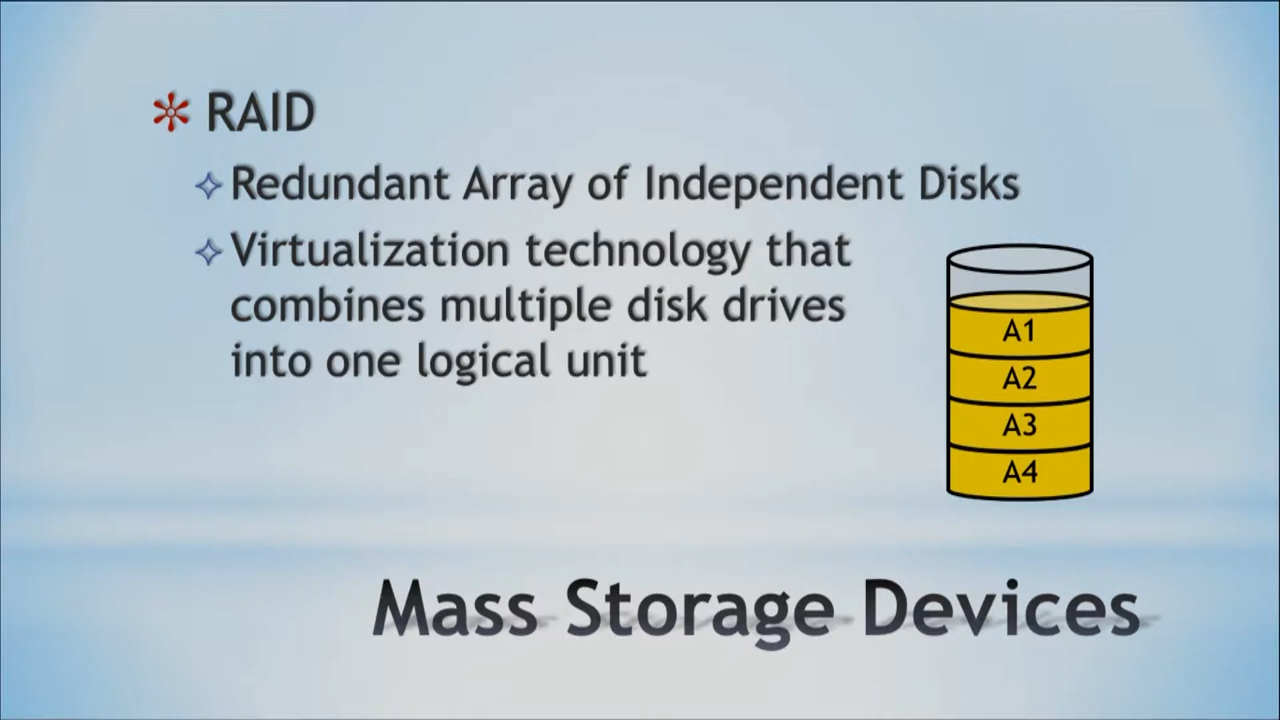 RAID
Redundant Array of Independent Disks
Virtualization technology that
combines multiple disk drives
into one logical unit
A1
A2
A3
A4
Mass Storage Devices